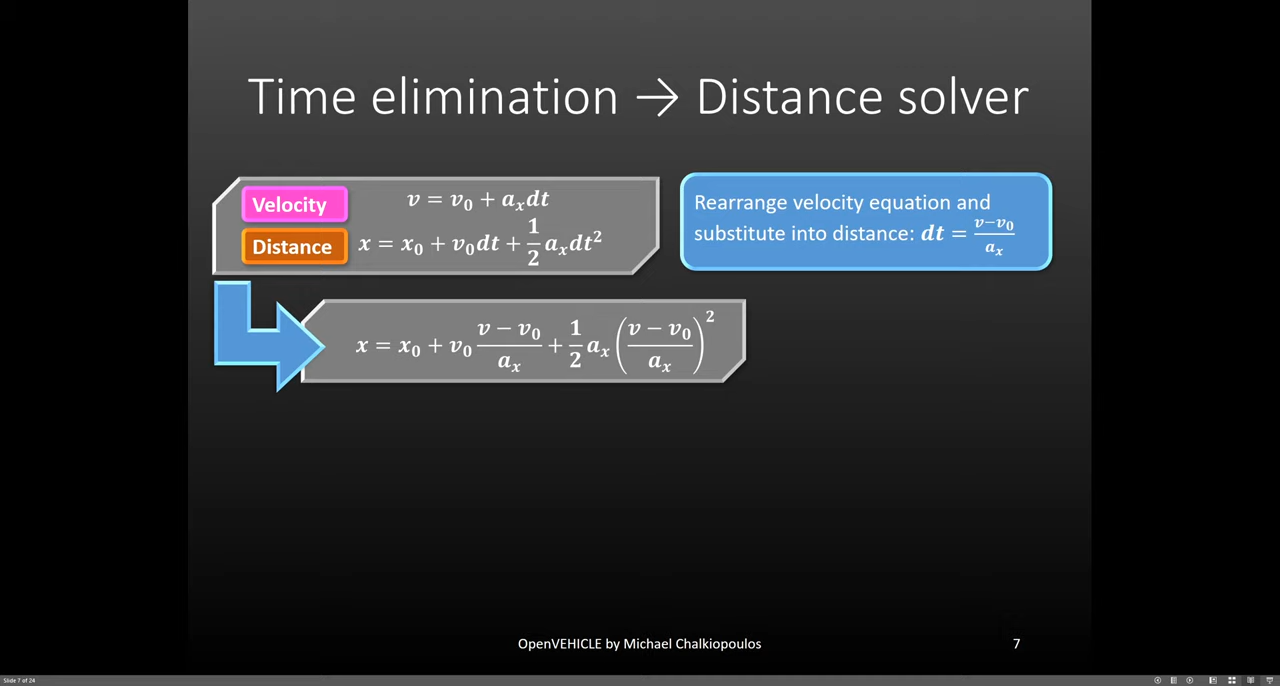 Time elimination → Distance solver
Velocity
v = v₀ + aₓdt
Distance
x = x₀ + v₀dt + 1/2 aₓdt²
Rearrange velocity equation and
substitute into distance: dt = (v−v₀)/aₓ
x = x₀ + v₀ (v − v₀)/aₓ + 1/2 aₓ ((v − v₀)/aₓ)²
OpenVEHICLE by Michael Chalkiopoulos
7
Slide 7 of 24